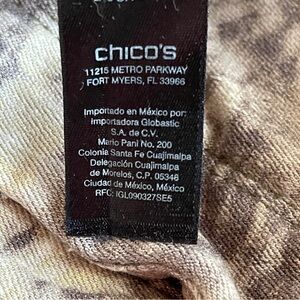 chico's
11215 METRO PARKWAY
FORT MYERS, FL 33966
Importado en México por:
Importadora Globastic
S.A. de C.V.
Mario Pani No. 200
Colonia Santa Fe Cuajimalpa
Delegación Cuajimalpa
de Morelos, C.P. 05348
Ciudad de México, México
RFC: IGL090327SE5